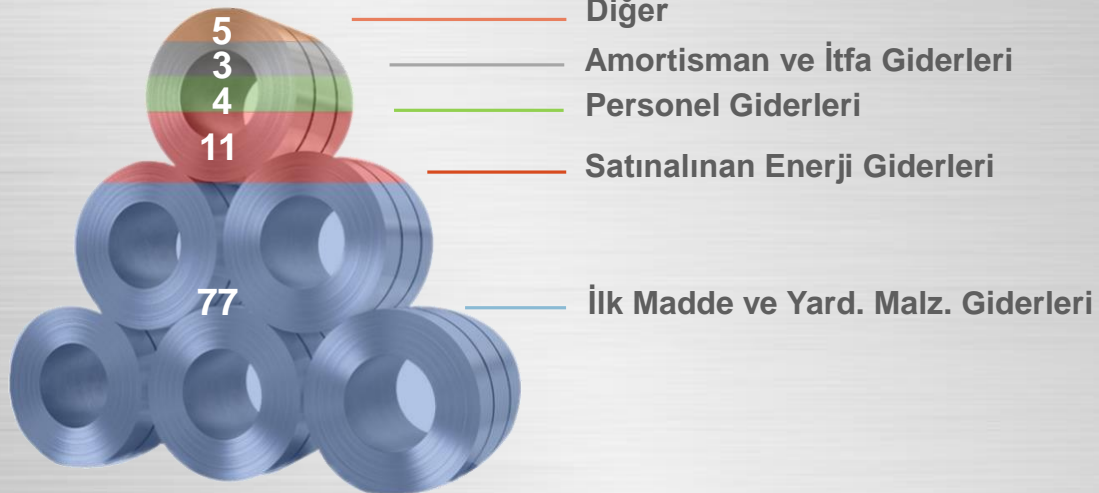 5
Diğer
3
Amortisman ve İtfa Giderleri
4
Personel Giderleri
11
Satınalınan Enerji Giderleri
77
İlk Madde ve Yard. Malz. Giderleri